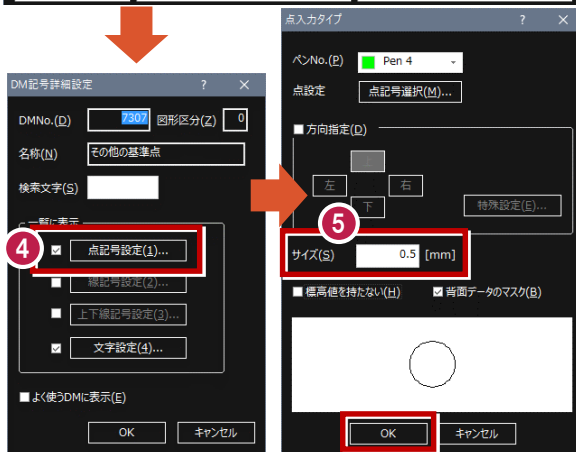 DM記号詳細設定 ? ×
DMNo.(D) 7307 図形区分(Z) 0
名称(N) その他の基準点
検索文字(S)
一覧に表示
4 点記号設定(1)...
線記号設定(2)...
上下線記号設定(3)...
文字設定(4)...
よく使うDMに表示(E)
OK キャンセル
点入力タイプ ? ×
ペンNo.(P) Pen 4
点設定 点記号選択(M)...
方向指定(D)
上
左 右
下 特殊設定(E)...
5
サイズ(S) 0.5 [mm]
標高値を持たない(H) 背面データのマスク(B)
OK キャンセル